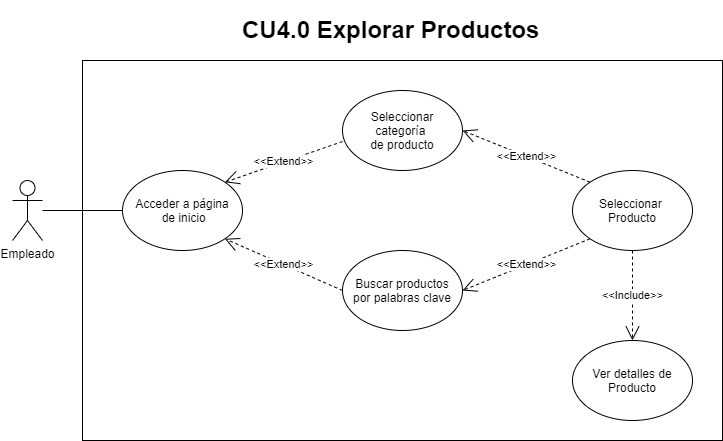 CU4.0 Explorar Productos
Seleccionar
categoría
de producto
<<Extend>>
<<Extend>>
Acceder a página
de inicio
Seleccionar
Producto
Empleado
<<Extend>>
<<Extend>>
Buscar productos
por palabras clave
<<Include>>
Ver detalles de
Producto